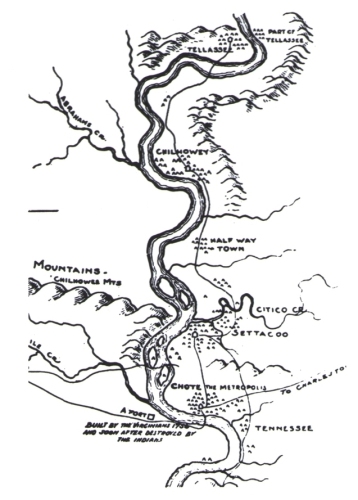 PART OF
TELLASSEE
TELLASSEE
ABRAHAMS CR.
CHILHOWEY
HALF WAY
TOWN
MOUNTAINS -
CHILHOWEE MTS
CITICO CR.
SETTACOO
CR.
CHOTE THE METROPOLIS
TO CHARLESTO
A FORT
BUILT BY THE VIRGINIANS 1756
AND SOON AFTER DESTROYED BY
THE INDIANS
TENNESSEE